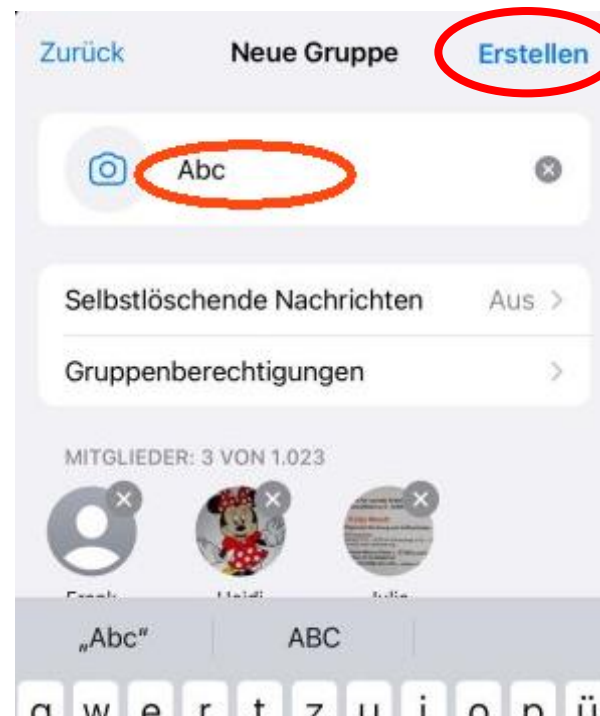 Zurück Neue Gruppe Erstellen
Abc
Selbstlöschende Nachrichten Aus >
Gruppenberechtigungen >
MITGLIEDER: 3 VON 1.023
„Abc“ ABC
q w e r t z u i o p ü